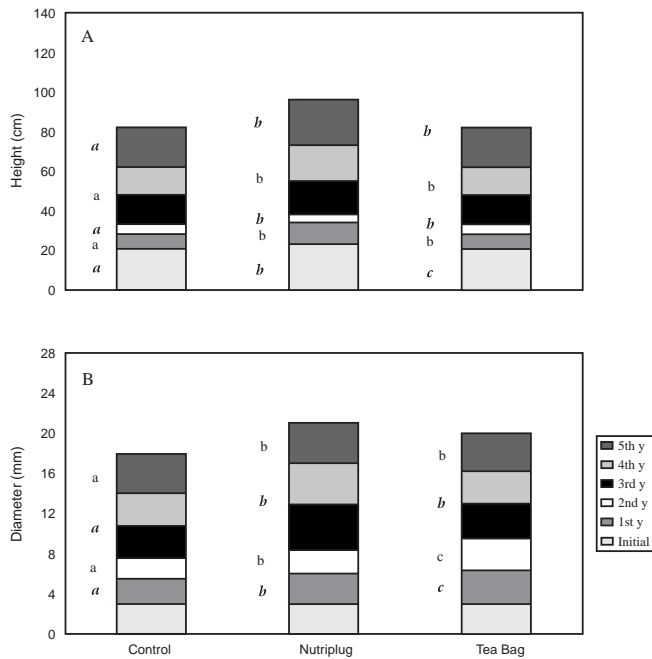 140
A
120
100
80
60
40
20
0
Height (cm)
a
a
a
a
a
b
b
b
b
b
b
b
b
b
c
28
B
24
20
16
12
8
4
0
Diameter (mm)
a
a
a
a
b
b
b
b
b
b
c
c
5th y
4th y
3rd y
2nd y
1st y
Initial
Control
Nutriplug
Tea Bag